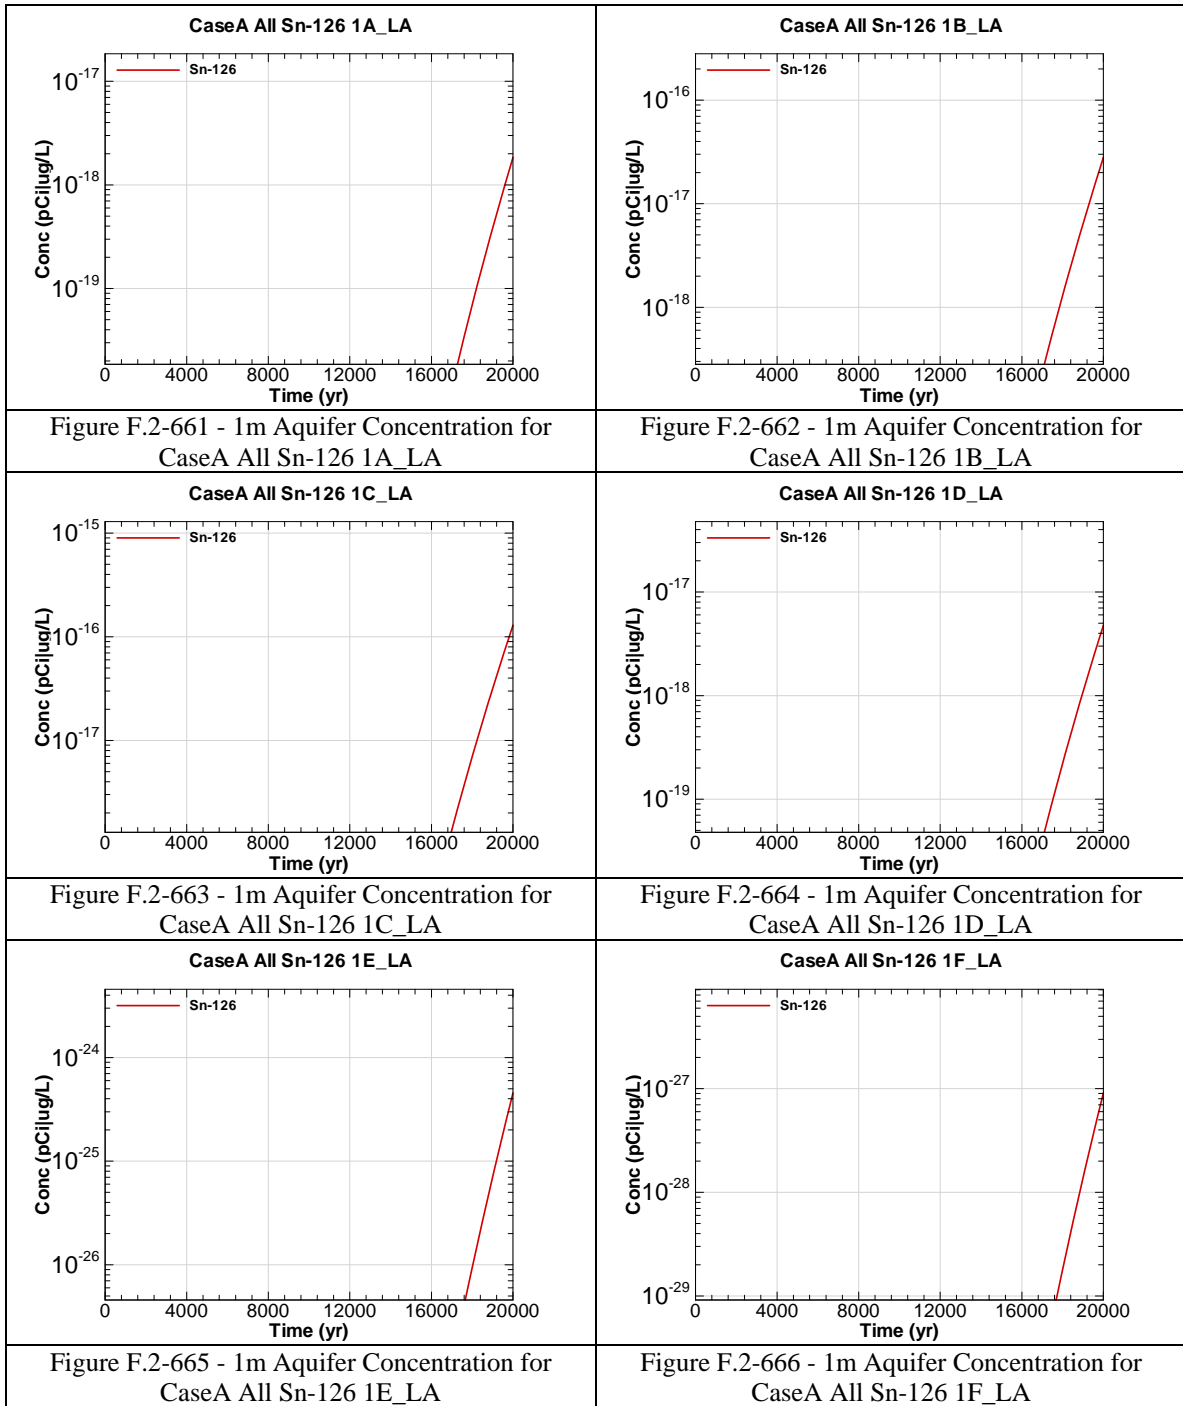 CaseA All Sn-126 1A_LA
Sn-126
10-17
10-18
10-19
Conc (pCi|ug/L)
0 4000 8000 12000 16000 20000
Time (yr)
Figure F.2-661 - 1m Aquifer Concentration for
CaseA All Sn-126 1A_LA
CaseA All Sn-126 1B_LA
Sn-126
10-16
10-17
10-18
Conc (pCi|ug/L)
0 4000 8000 12000 16000 20000
Time (yr)
Figure F.2-662 - 1m Aquifer Concentration for
CaseA All Sn-126 1B_LA
CaseA All Sn-126 1C_LA
Sn-126
10-15
10-16
10-17
Conc (pCi|ug/L)
0 4000 8000 12000 16000 20000
Time (yr)
Figure F.2-663 - 1m Aquifer Concentration for
CaseA All Sn-126 1C_LA
CaseA All Sn-126 1D_LA
Sn-126
10-17
10-18
10-19
Conc (pCi|ug/L)
0 4000 8000 12000 16000 20000
Time (yr)
Figure F.2-664 - 1m Aquifer Concentration for
CaseA All Sn-126 1D_LA
CaseA All Sn-126 1E_LA
Sn-126
10-24
10-25
10-26
Conc (pCi|ug/L)
0 4000 8000 12000 16000 20000
Time (yr)
Figure F.2-665 - 1m Aquifer Concentration for
CaseA All Sn-126 1E_LA
CaseA All Sn-126 1F_LA
Sn-126
10-27
10-28
10-29
Conc (pCi|ug/L)
0 4000 8000 12000 16000 20000
Time (yr)
Figure F.2-666 - 1m Aquifer Concentration for
CaseA All Sn-126 1F_LA